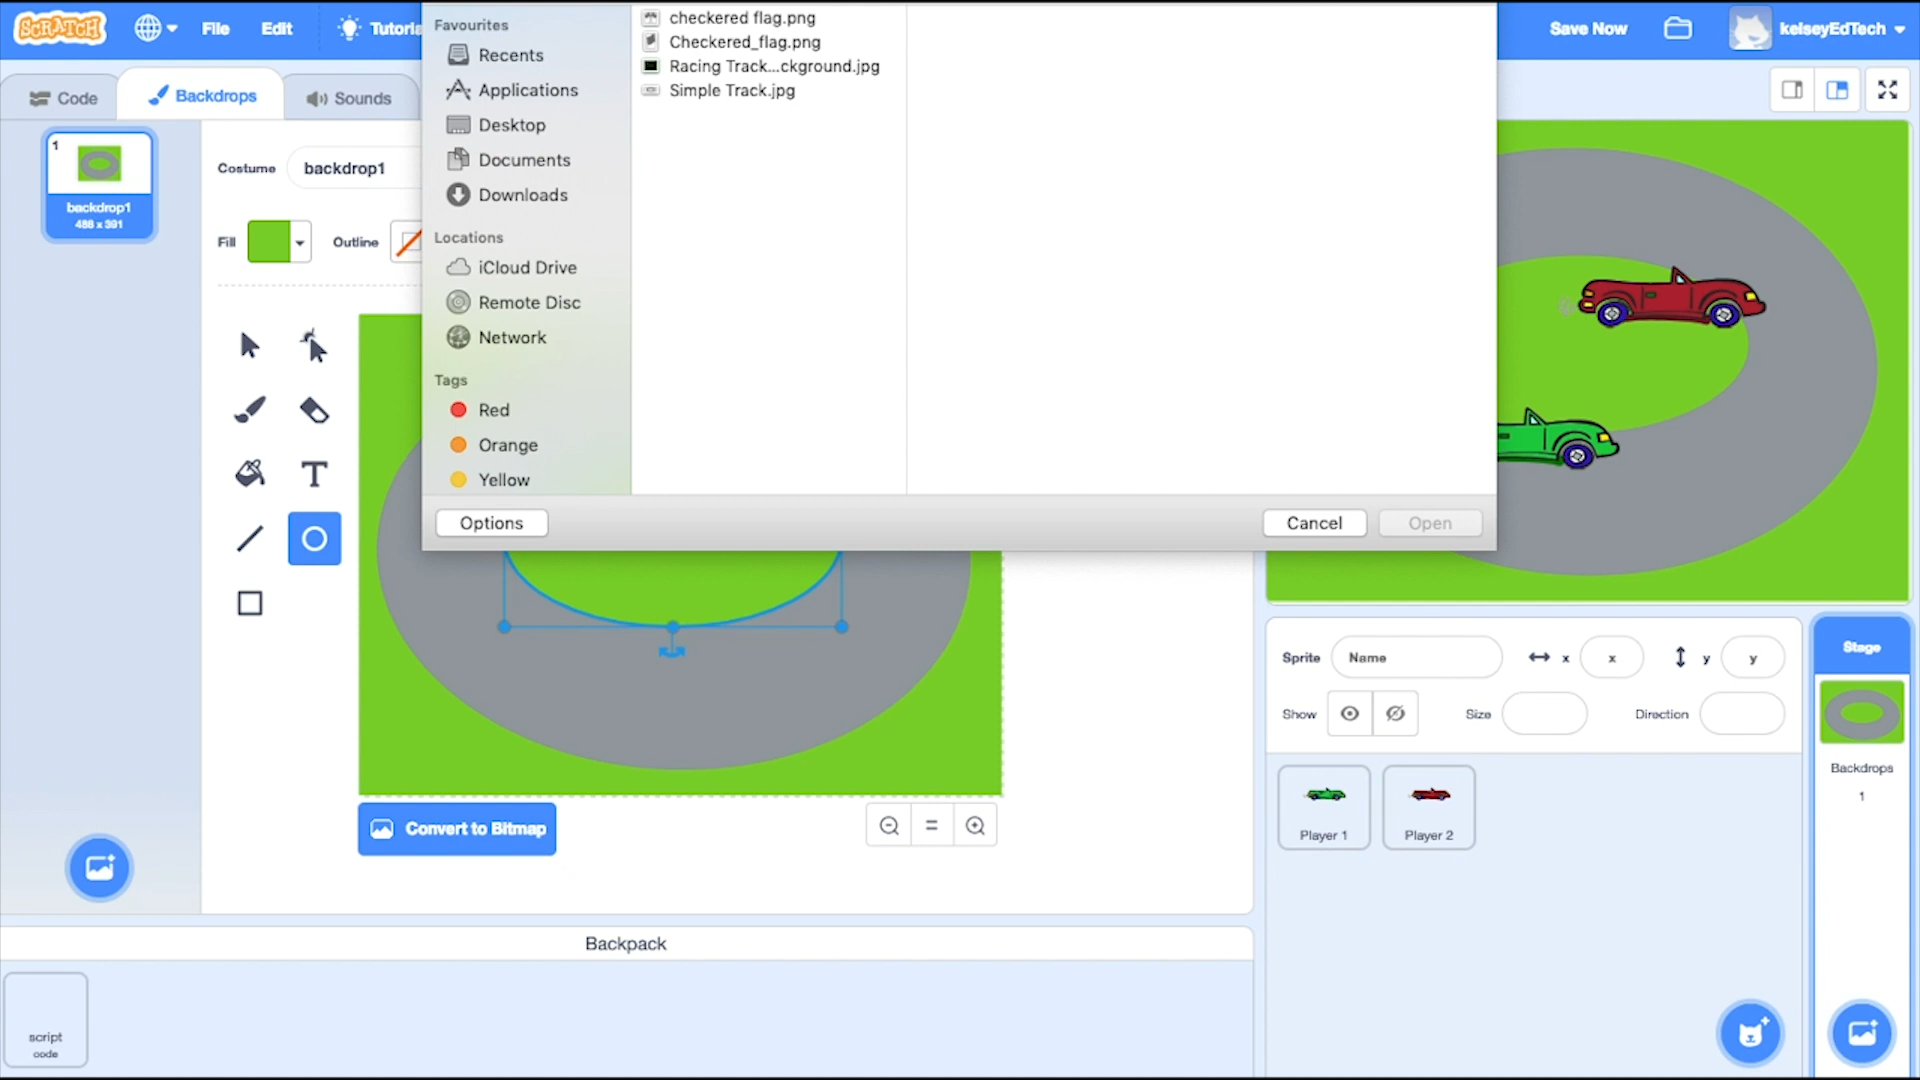 SCRATCH
File
Edit
Tutoria
Save Now
kelseyEdTech
Code
Backdrops
Sounds
1
backdrop1
488 x 391
Costume
backdrop1
Fill
Outline
Convert to Bitmap
Favourites
Recents
Applications
Desktop
Documents
Downloads
Locations
iCloud Drive
Remote Disc
Network
Tags
Red
Orange
Yellow
checkered flag.png
Checkered_flag.png
Racing Track...ckground.jpg
Simple Track.jpg
Options
Cancel
Open
Sprite
Name
x
x
y
y
Show
Size
Direction
Player 1
Player 2
Stage
Backdrops
1
Backpack
script
code